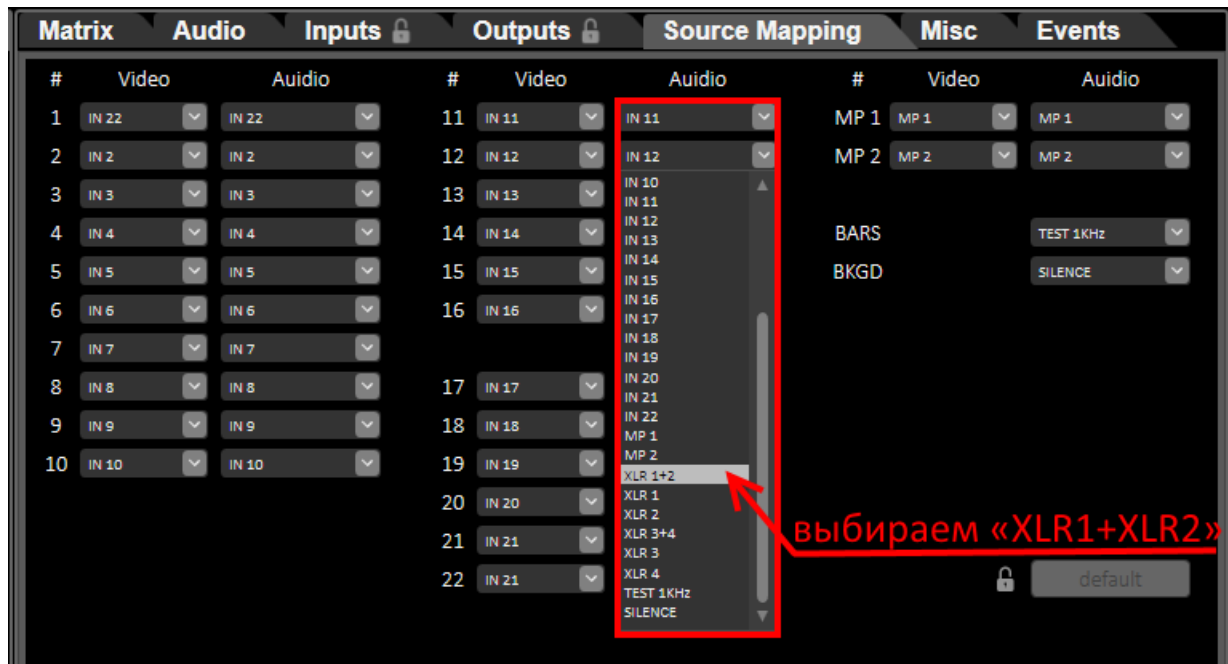 Matrix Audio Inputs Outputs Source Mapping Misc Events
# Video Auidio # Video Auidio # Video Auidio
1 IN 22 IN 22 11 IN 11 IN 11 MP 1 MP 1 MP 1
2 IN 2 IN 2 12 IN 12 IN 12 MP 2 MP 2 MP 2
3 IN 3 IN 3 13 IN 13
4 IN 4 IN 4 14 IN 14 BARS TEST 1KHz
5 IN 5 IN 5 15 IN 15 BKGD SILENCE
6 IN 6 IN 6 16 IN 16
7 IN 7 IN 7
8 IN 8 IN 8 17 IN 17
9 IN 9 IN 9 18 IN 18
10 IN 10 IN 10 19 IN 19
20 IN 20
21 IN 21
22 IN 21
IN 10
IN 11
IN 12
IN 13
IN 14
IN 15
IN 16
IN 17
IN 18
IN 19
IN 20
IN 21
IN 22
MP 1
MP 2
XLR 1+2
XLR 1
XLR 2
XLR 3+4
XLR 3
XLR 4
TEST 1KHz
SILENCE
выбираем «XLR1+XLR2»
default